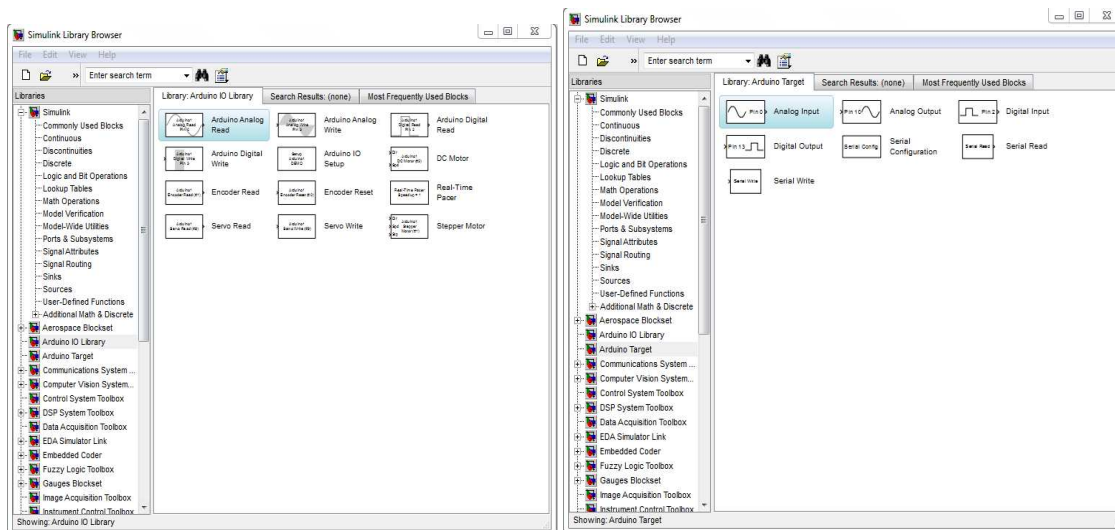 Simulink Library Browser
File Edit View Help
» Enter search term
Libraries
Simulink
Commonly Used Blocks
Continuous
Discontinuities
Discrete
Logic and Bit Operations
Lookup Tables
Math Operations
Model Verification
Model-Wide Utilities
Ports & Subsystems
Signal Attributes
Signal Routing
Sinks
Sources
User-Defined Functions
Additional Math & Discrete
Aerospace Blockset
Arduino IO Library
Arduino Target
Communications System ...
Computer Vision System...
Control System Toolbox
DSP System Toolbox
Data Acquisition Toolbox
EDA Simulator Link
Embedded Coder
Fuzzy Logic Toolbox
Gauges Blockset
Image Acquisition Toolbox
Instrument Control Toolbox
Library: Arduino IO Library Search Results: (none) Most Frequently Used Blocks
Arduino Analog Read
Arduino Analog Write
Arduino Digital Read
Arduino Digital Write
Arduino IO Setup
DC Motor
Encoder Read
Encoder Reset
Real-Time Pacer
Servo Read
Servo Write
Stepper Motor
Showing: Arduino IO Library
Simulink Library Browser
File Edit View Help
» Enter search term
Libraries
Simulink
Commonly Used Blocks
Continuous
Discontinuities
Discrete
Logic and Bit Operations
Lookup Tables
Math Operations
Model Verification
Model-Wide Utilities
Ports & Subsystems
Signal Attributes
Signal Routing
Sinks
Sources
User-Defined Functions
Additional Math & Discrete
Aerospace Blockset
Arduino IO Library
Arduino Target
Communications System ...
Computer Vision System...
Control System Toolbox
DSP System Toolbox
Data Acquisition Toolbox
EDA Simulator Link
Embedded Coder
Fuzzy Logic Toolbox
Gauges Blockset
Image Acquisition Toolbox
Instrument Control Toolbox
Library: Arduino Target Search Results: (none) Most Frequently Used Blocks
Pin 0 Analog Input
Pin 10 Analog Output
Pin 2 Digital Input
Pin 13 Digital Output
Serial Config Serial Configuration
Serial Read Serial Read
Serial Write Serial Write
Showing: Arduino Target